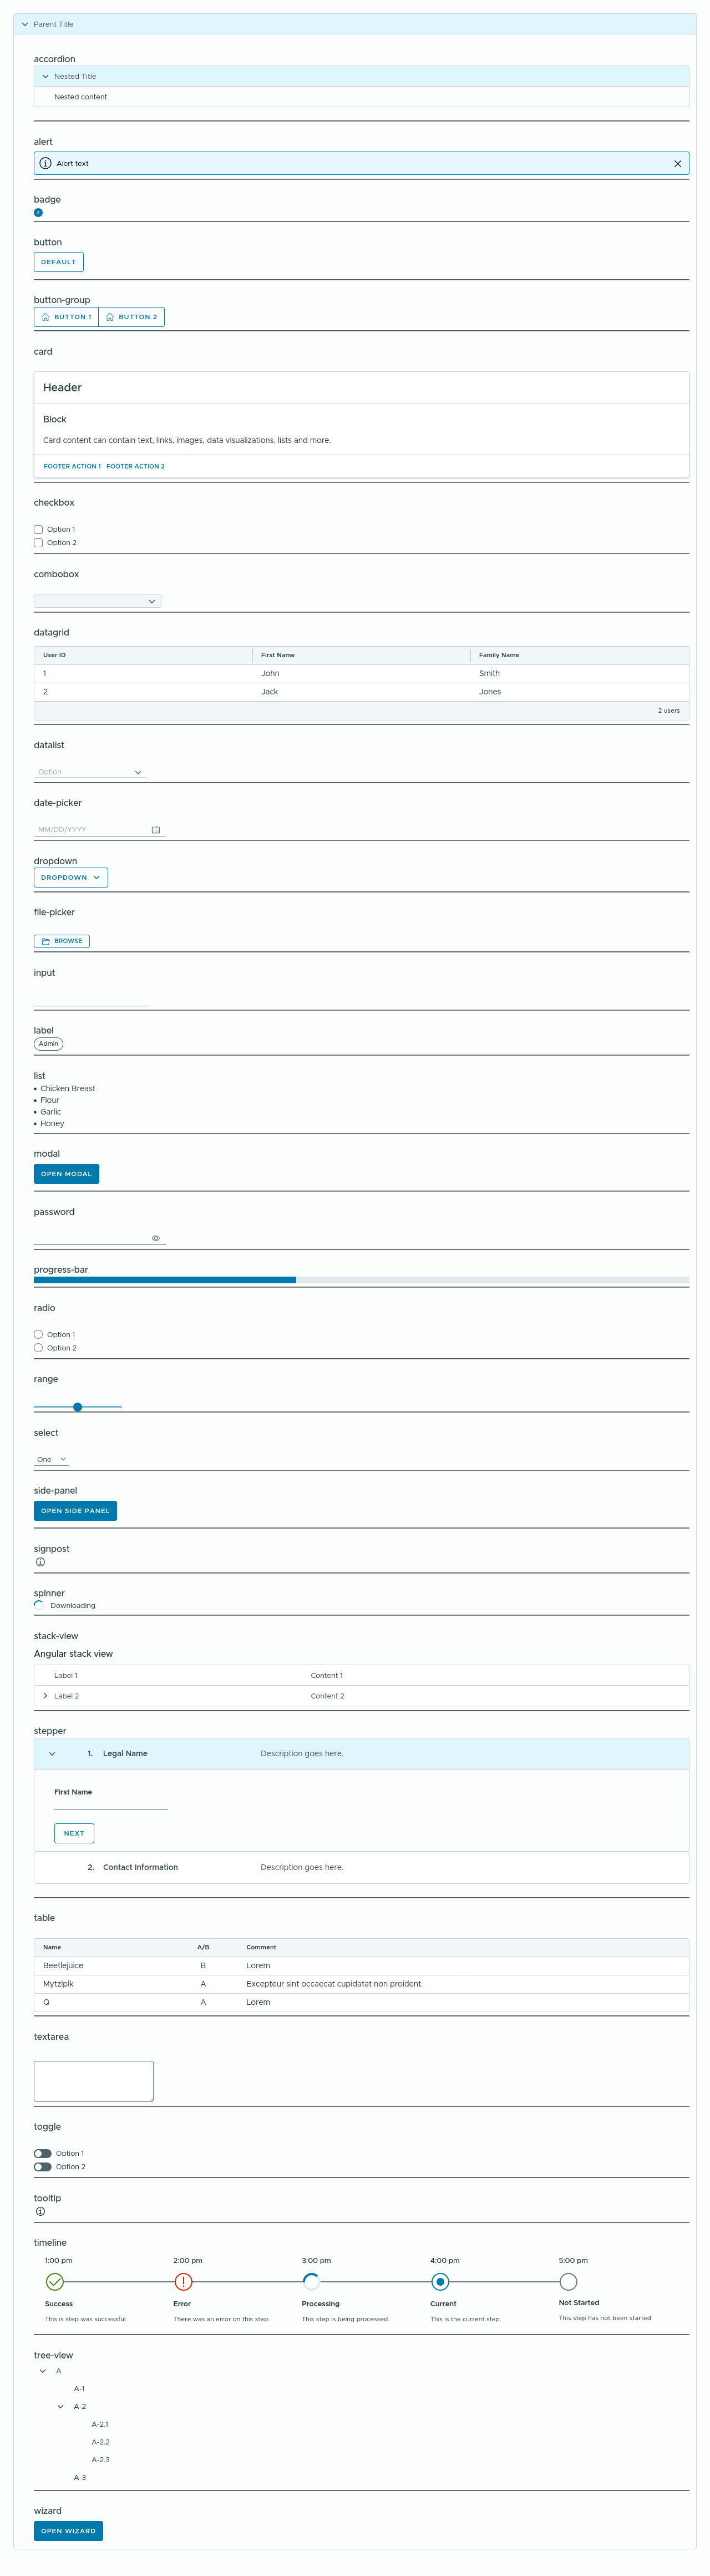 Parent Title
accordion
Nested Title
Nested content
alert
Alert text
badge
2
button
DEFAULT
button-group
BUTTON 1 BUTTON 2
card
Header
Block
Card content can contain text, links, images, data visualizations, lists and more.
FOOTER ACTION 1 FOOTER ACTION 2
checkbox
Option 1
Option 2
combobox
datagrid
User ID First Name Family Name
1 John Smith
2 Jack Jones
2 users
datalist
Option
date-picker
MM/DD/YYYY
dropdown
DROPDOWN
file-picker
BROWSE
input
label
Admin
list
• Chicken Breast
• Flour
• Garlic
• Honey
modal
OPEN MODAL
password
progress-bar
radio
Option 1
Option 2
range
select
One
side-panel
OPEN SIDE PANEL
signpost
spinner
Downloading
stack-view
Angular stack view
Label 1 Content 1
Label 2 Content 2
stepper
1. Legal Name Description goes here.
First Name
NEXT
2. Contact Information Description goes here.
table
Name A/B Comment
Beetlejuice B Lorem
Mytzlplk A Excepteur sint occaecat cupidatat non proident.
Q A Lorem
textarea
toggle
Option 1
Option 2
tooltip
timeline
1:00 pm 2:00 pm 3:00 pm 4:00 pm 5:00 pm
Success Error Processing Current Not Started
This is step was successful. There was an error on this step. This step is being processed. This is the current step. This step has not been started.
tree-view
A
A-1
A-2
A-2.1
A-2.2
A-2.3
A-3
wizard
OPEN WIZARD